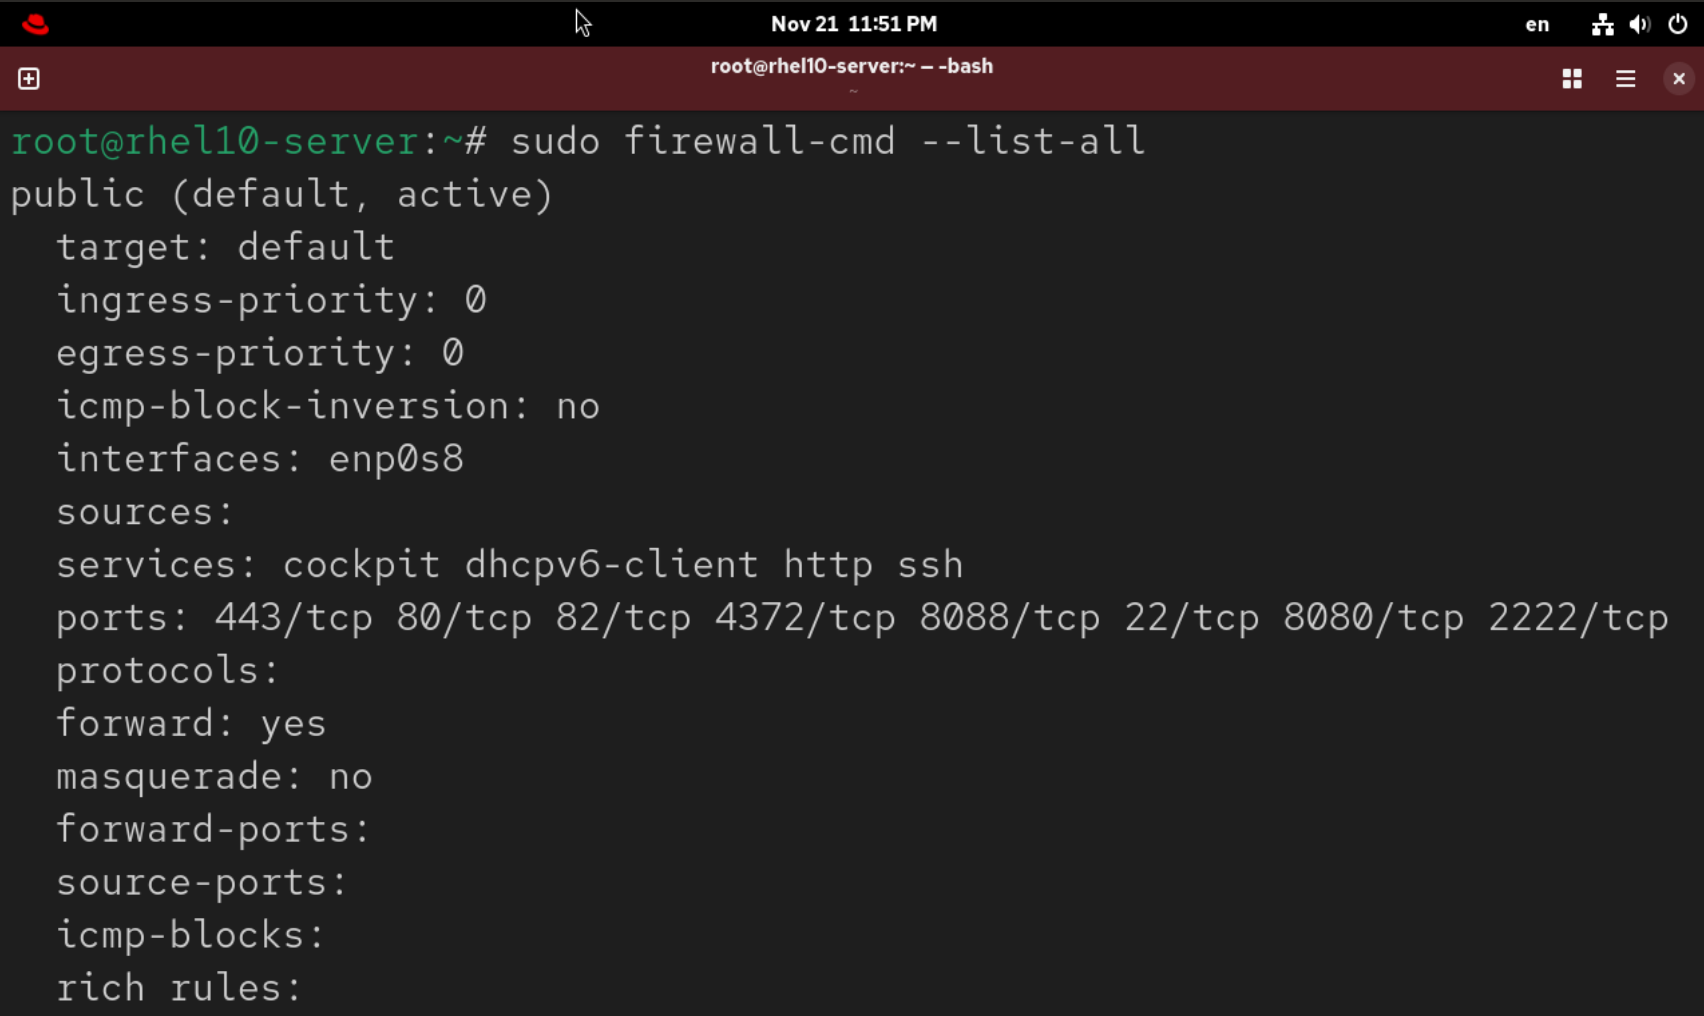 Nov 21 11:51 PM
en
root@rhel10-server:~ — -bash
~
root@rhel10-server:~# sudo firewall-cmd --list-all
public (default, active)
  target: default
  ingress-priority: 0
  egress-priority: 0
  icmp-block-inversion: no
  interfaces: enp0s8
  sources:
  services: cockpit dhcpv6-client http ssh
  ports: 443/tcp 80/tcp 82/tcp 4372/tcp 8088/tcp 22/tcp 8080/tcp 2222/tcp
  protocols:
  forward: yes
  masquerade: no
  forward-ports:
  source-ports:
  icmp-blocks:
  rich rules: